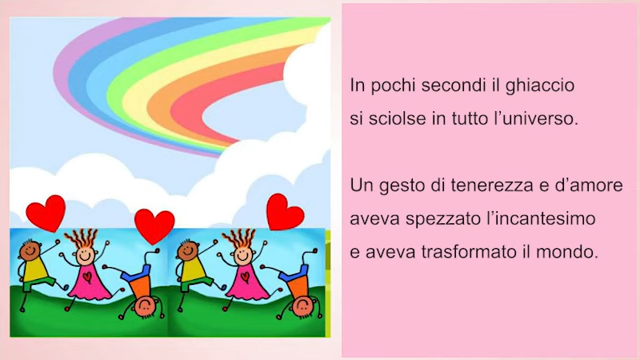 In pochi secondi il ghiaccio
si sciolse in tutto l'universo.
Un gesto di tenerezza e d'amore
aveva spezzato l'incantesimo
e aveva trasformato il mondo.